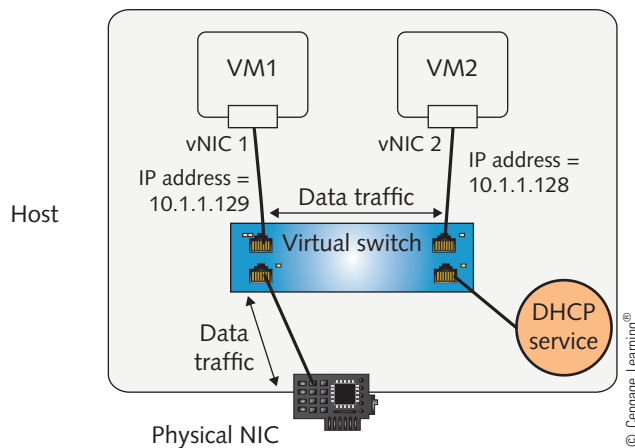 VM1
VM2
vNIC 1
vNIC 2
IP address =
10.1.1.129
IP address =
10.1.1.128
Data traffic
Host
Virtual switch
Data
traffic
DHCP
service
Physical NIC
© Cengage Learning®